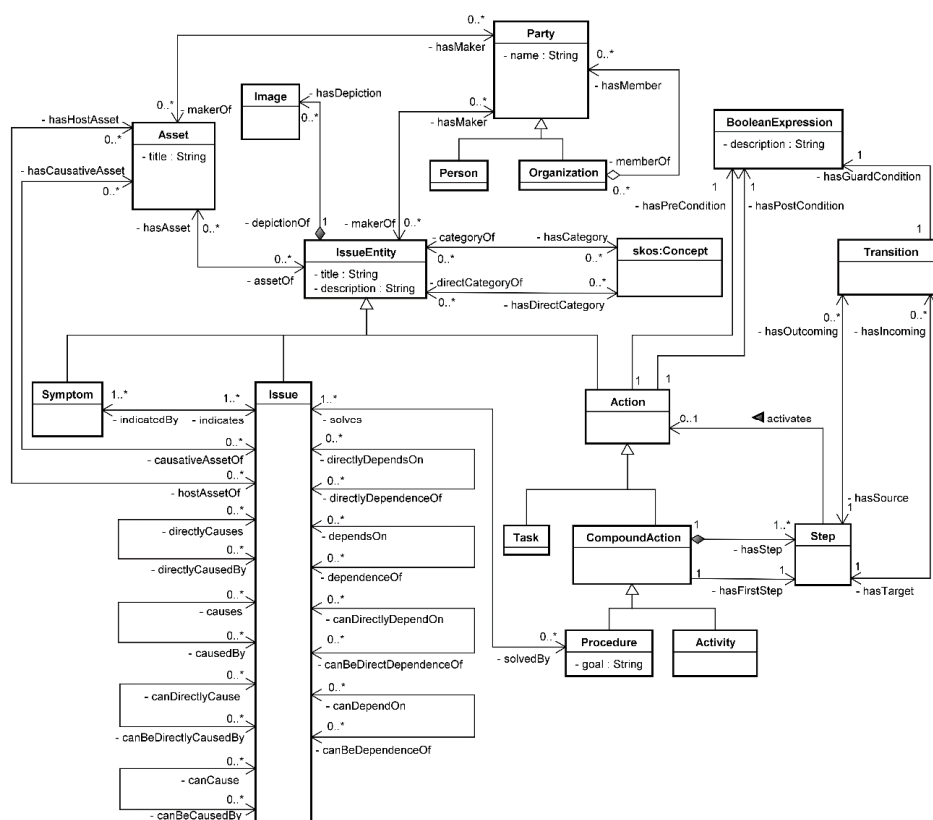 0..*
- hasMaker
Party
- name : String
0..*
- hasMember
Image
- hasDepiction
0..*
0..*
- makerOf
- hasHostAsset
0..*
Asset
- title : String
- hasCausativeAsset
0..*
0..*
- hasMaker
BooleanExpression
- description : String
Person
Organization
- memberOf
0..*
1
- hasGuardCondition
1
- hasPreCondition
1
- hasPostCondition
- hasAsset
0..*
- depictionOf
1
- makerOf
0..*
- categoryOf
0..*
- hasCategory
0..*
skos:Concept
1
Transition
0..*
- assetOf
IssueEntity
- title : String
- description : String
- directCategoryOf
0..*
0..*
- hasDirectCategory
0..*
- hasOutcoming
0..*
- hasIncoming
Symptom
1..*
- indicatedBy
1..*
- indicates
Issue
1..*
- solves
1
1
Action
0..1
activates
0..*
- causativeAssetOf
0..*
- hostAssetOf
0..*
- directlyDependsOn
0..*
- directlyDependenceOf
0..*
- directlyCauses
0..*
- directlyCausedBy
0..*
- dependsOn
0..*
- dependenceOf
- hasSource
1
Task
CompoundAction
1
1..*
- hasStep
Step
1
1
- hasFirstStep
1
- hasTarget
0..*
- causes
0..*
- causedBy
0..*
- canDirectlyDependOn
0..*
- canBeDirectDependenceOf
0..*
- solvedBy
Procedure
- goal : String
Activity
0..*
- canDirectlyCause
0..*
- canBeDirectlyCausedBy
0..*
- canDependOn
0..*
- canBeDependenceOf
0..*
- canCause
0..*
- canBeCausedBy